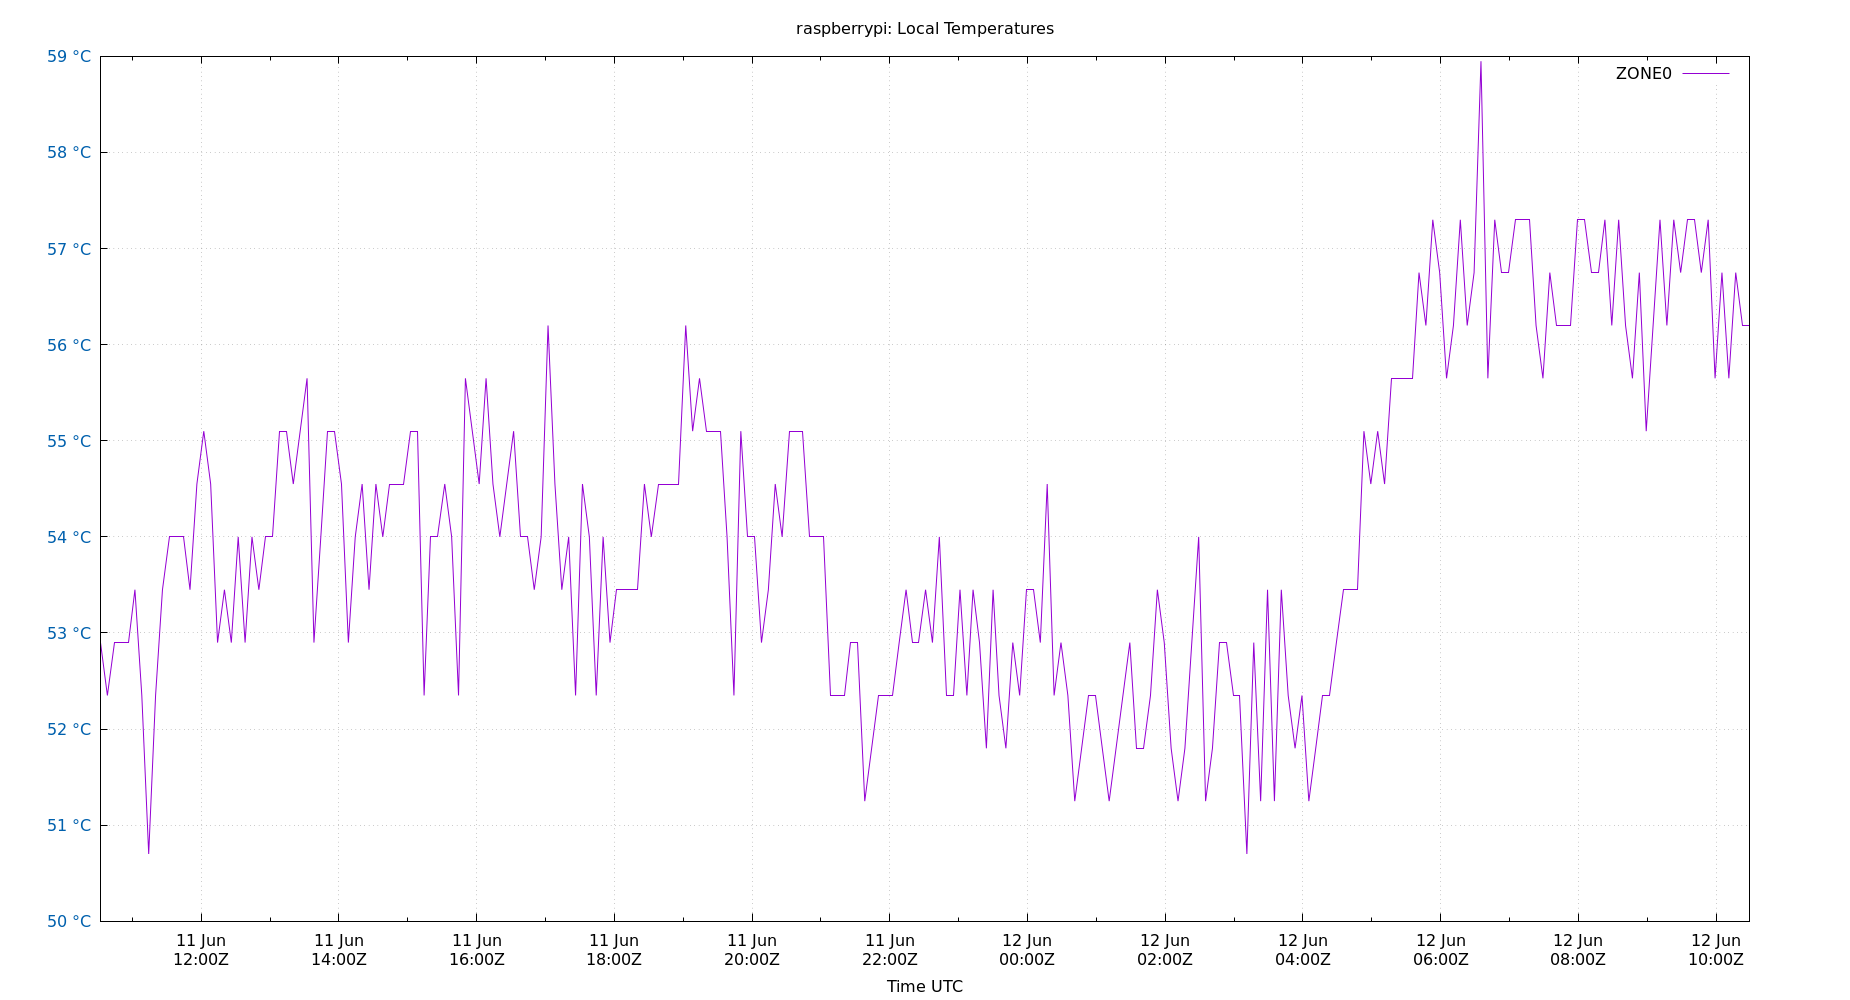 raspberrypi: Local Temperatures
59 °C
ZONE0
58 °C
57 °C
56 °C
55 °C
54 °C
53 °C
52 °C
51 °C
50 °C
11 Jun 11 Jun 11 Jun 11 Jun 11 Jun 11 Jun 12 Jun 12 Jun 12 Jun 12 Jun 12 Jun 12 Jun
12:00Z 14:00Z 16:00Z 18:00Z 20:00Z 22:00Z 00:00Z 02:00Z 04:00Z 06:00Z 08:00Z 10:00Z
Time UTC